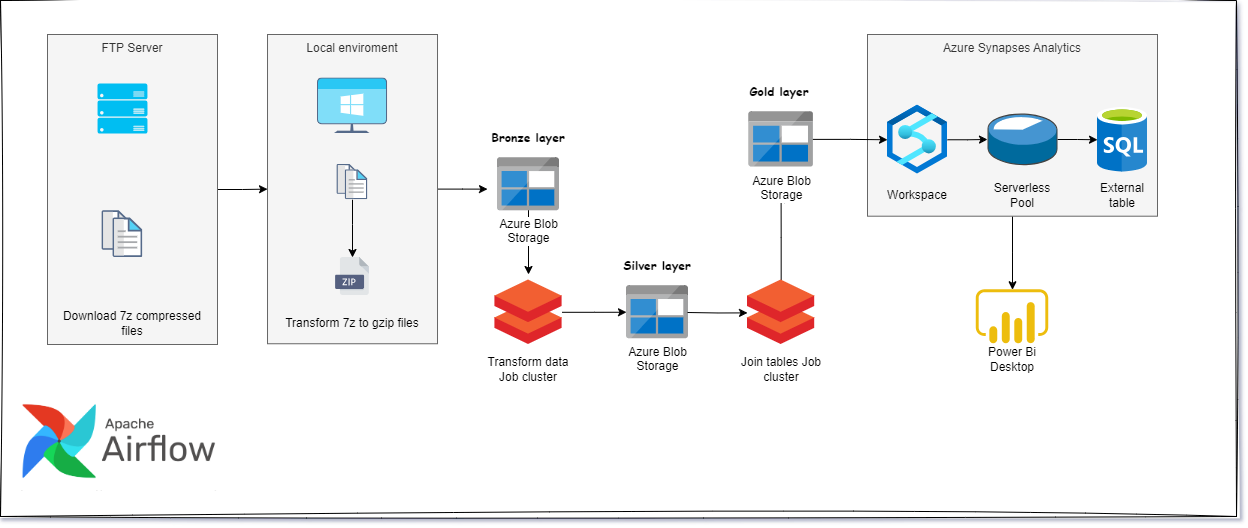 FTP Server
Download 7z compressed
files
Local enviroment
ZIP
Transform 7z to gzip files
Bronze layer
Azure Blob
Storage
Transform data
Job cluster
Silver layer
Azure Blob
Storage
Gold layer
Azure Blob
Storage
Join tables Job
cluster
Azure Synapses Analytics
Workspace
Serverless
Pool
SQL
External
table
Power Bi
Desktop
Apache
Airflow